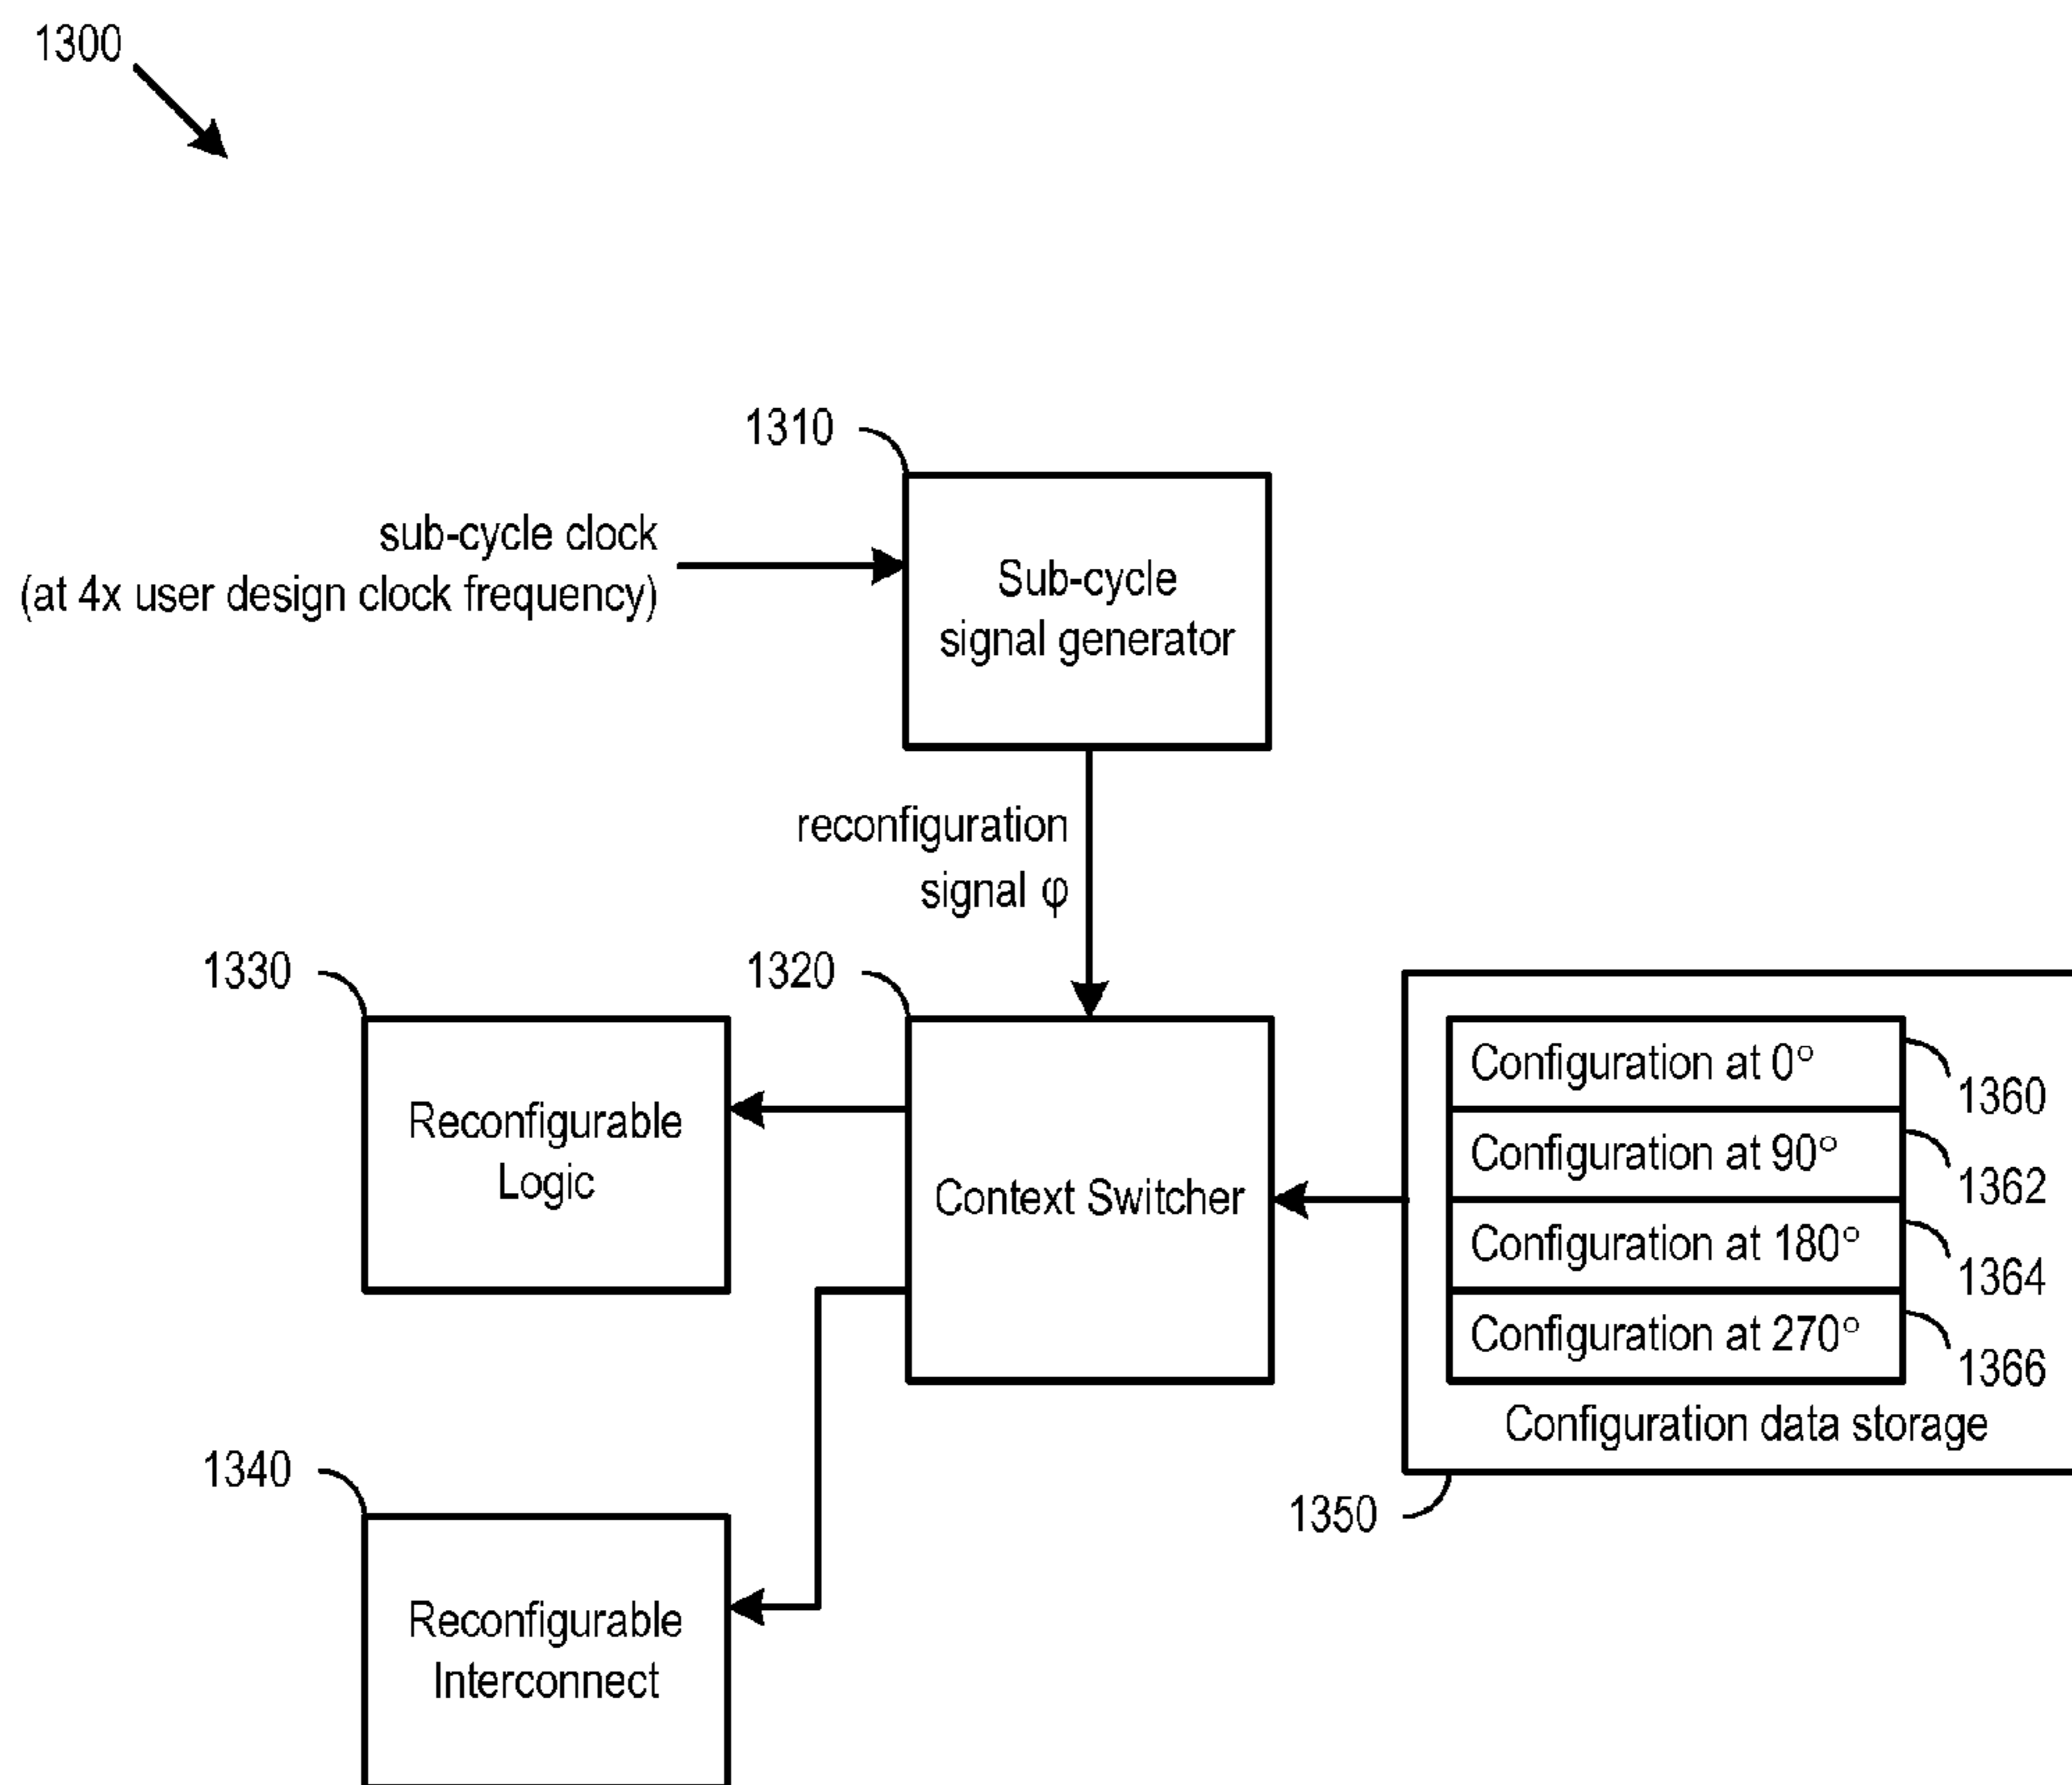 1300
1310
sub-cycle clock
(at 4x user design clock frequency)
Sub-cycle
signal generator
reconfiguration
signal φ
1330
1320
Reconfigurable
Logic
Context Switcher
Configuration at 0°
1360
Configuration at 90°
1362
Configuration at 180°
1364
Configuration at 270°
1366
Configuration data storage
1350
1340
Reconfigurable
Interconnect